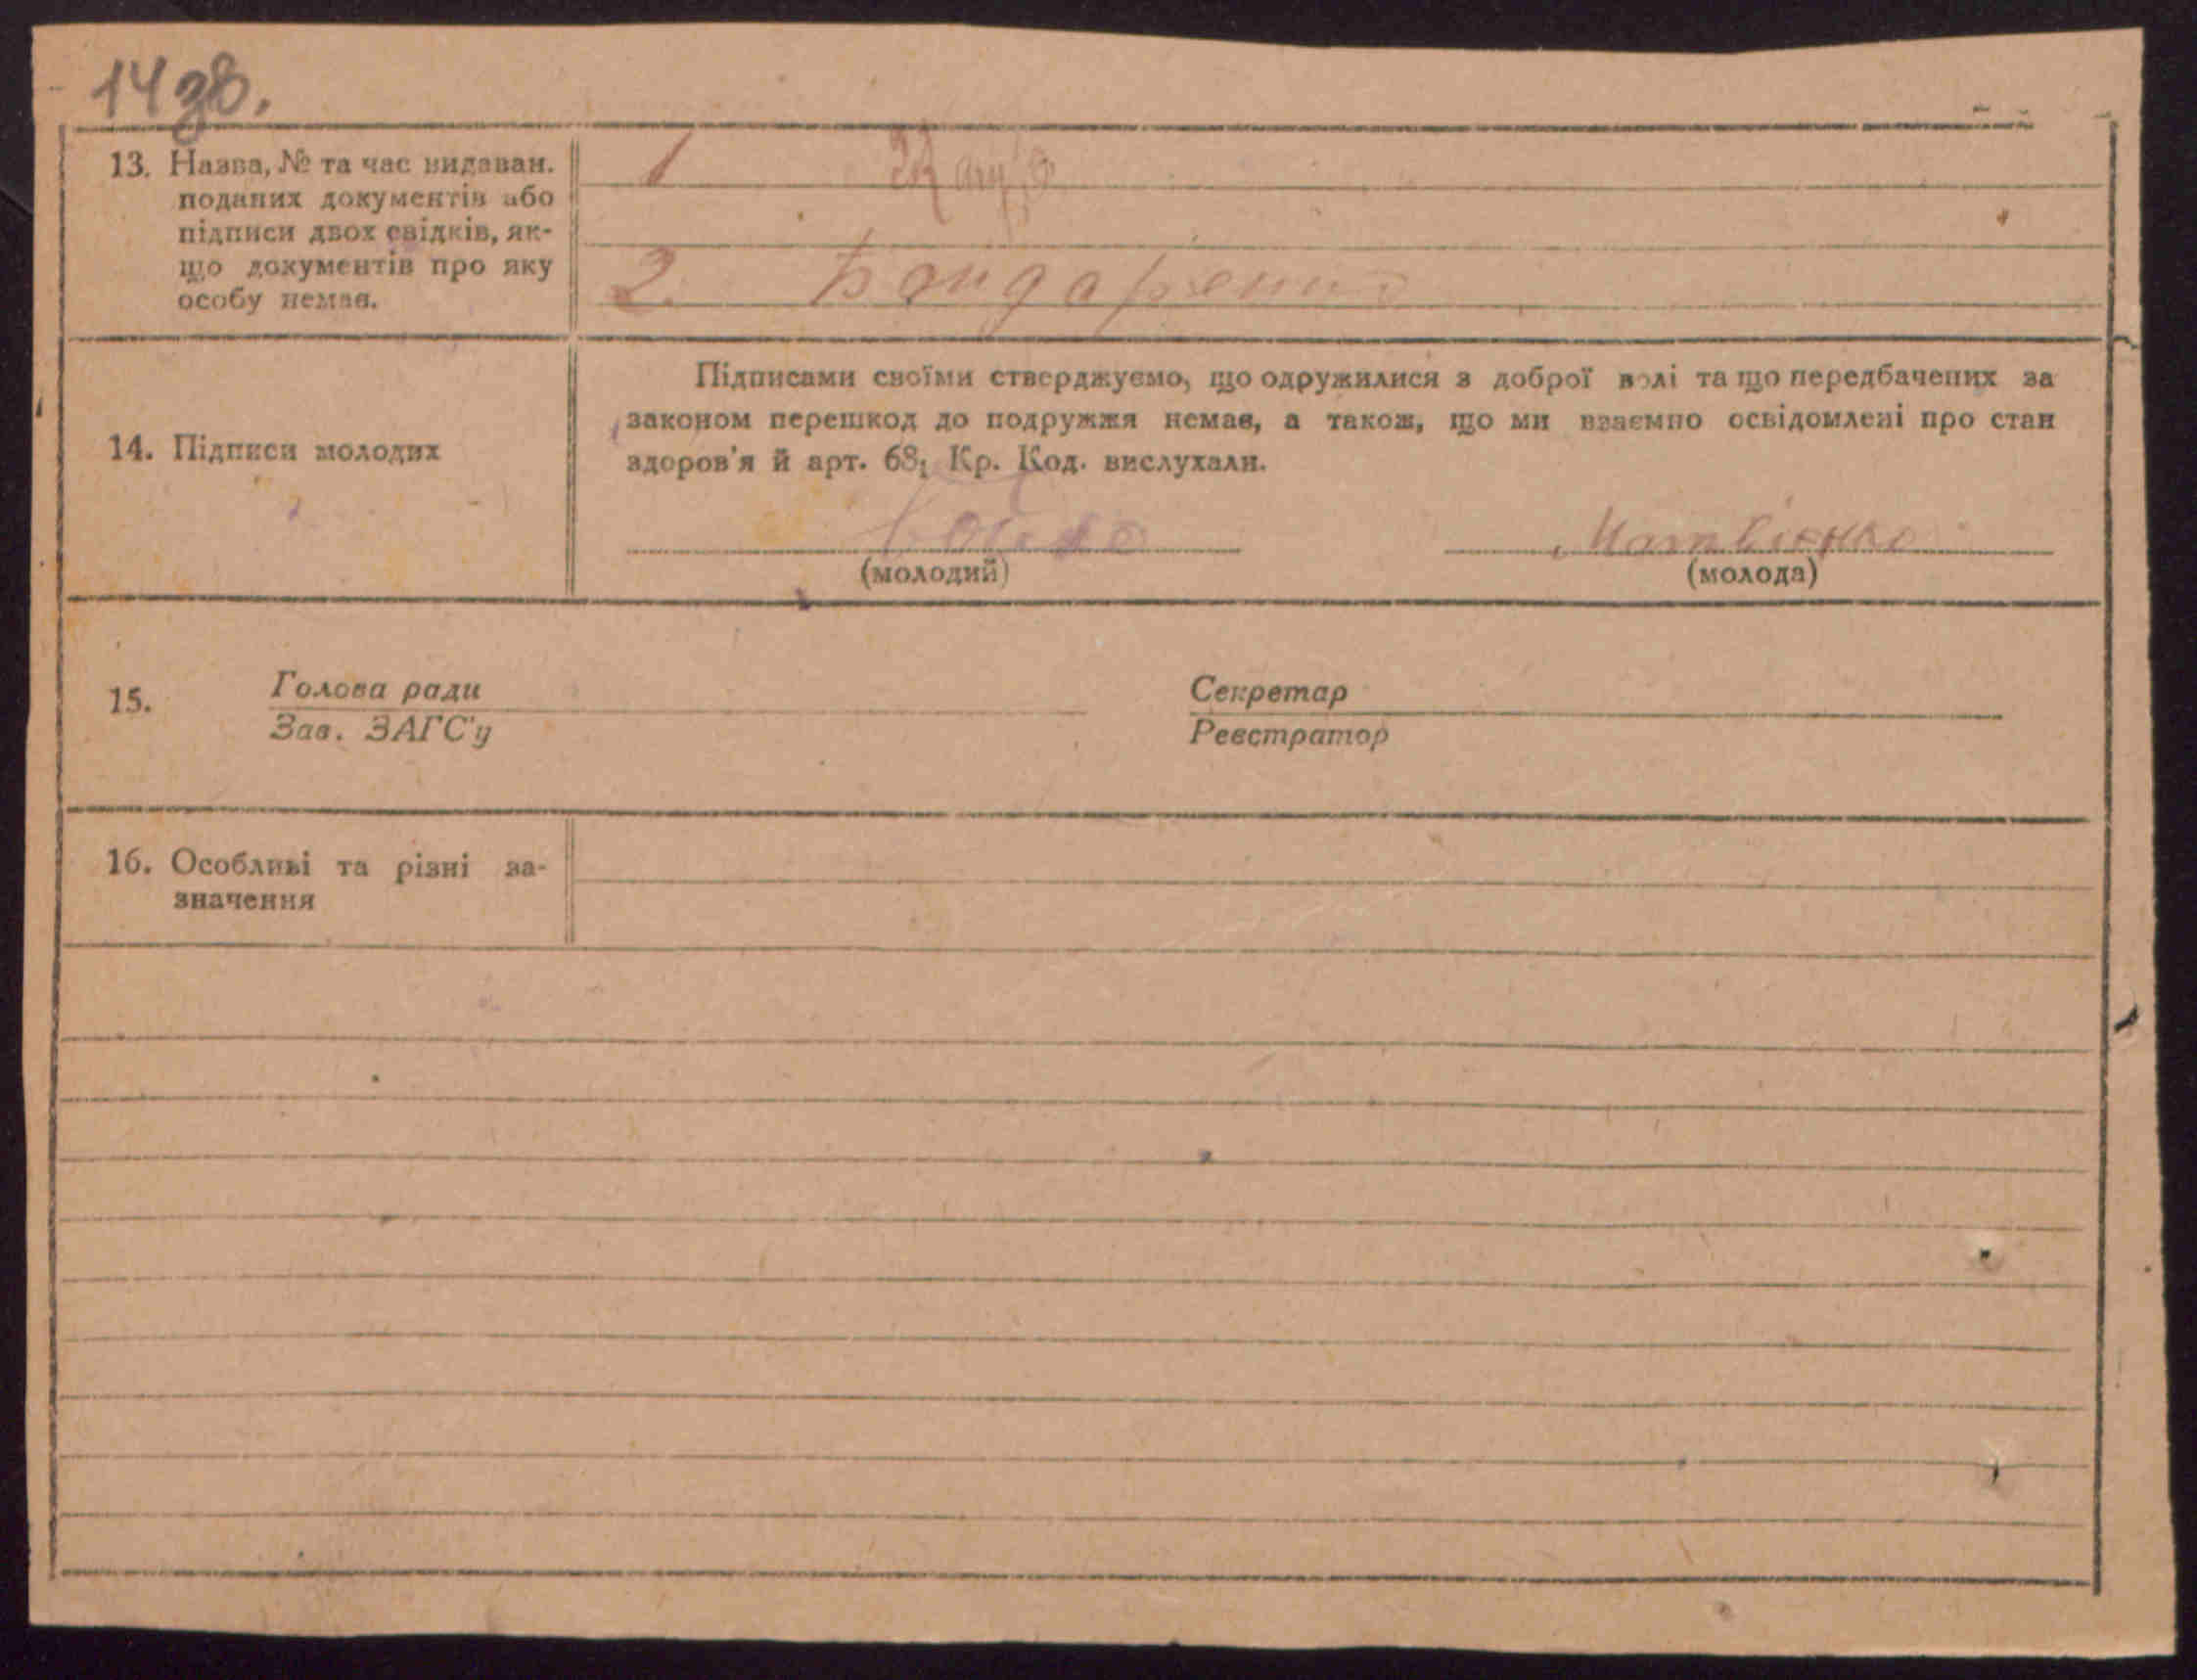 14 зв.
13. Назва, № та час видаван.
поданих документів або
підписи двох свідків, як-
що документів про яку
особу немає.
1
2. Бондаренко
14. Підписи молодих
Підписами своїми стверджуємо, що одружилися з доброї волі та що передбачених за
законом перешкод до подружжя немає, а також, що ми взаємно освідомлені про стан
здоров'я й арт. 68₁ Кр. Код. вислухали.
Матвієнко
(молодий) (молода)
15. Голова ради Секретар
Зав. ЗАГС'у Реєстратор
16. Особливі та різні за-
значення